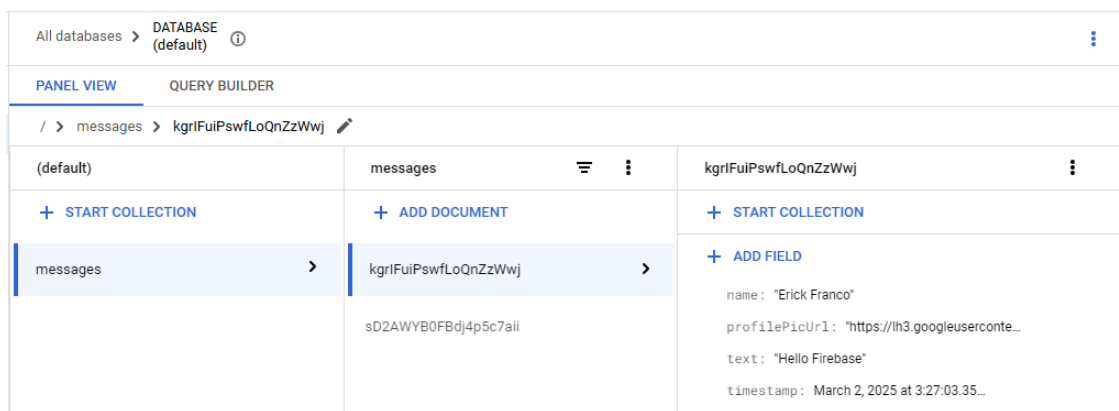 All databases > DATABASE
(default)
PANEL VIEW QUERY BUILDER
/ > messages > kgrIFuiPswfLoQnZzWwj
(default) messages kgrIFuiPswfLoQnZzWwj
+ START COLLECTION + ADD DOCUMENT + START COLLECTION
messages > kgrIFuiPswfLoQnZzWwj > + ADD FIELD
name: "Erick Franco"
sD2AWYB0FBdj4p5c7aii profilePicUrl: "https://lh3.googleuserconte...
text: "Hello Firebase"
timestamp: March 2, 2025 at 3:27:03.35...